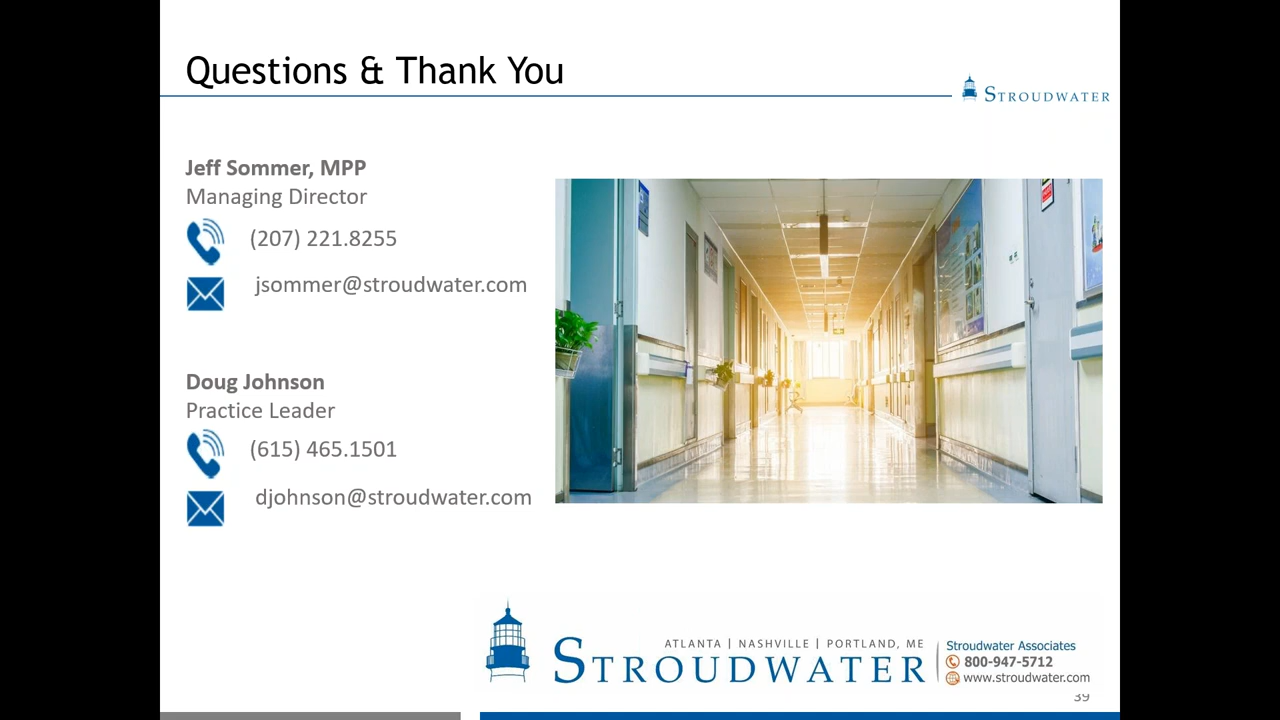 Questions & Thank You
STROUDWATER
Jeff Sommer, MPP
Managing Director
(207) 221.8255
jsommer@stroudwater.com
Doug Johnson
Practice Leader
(615) 465.1501
djohnson@stroudwater.com
ATLANTA | NASHVILLE | PORTLAND, ME
STROUDWATER
Stroudwater Associates
800-947-5712
www.stroudwater.com
39